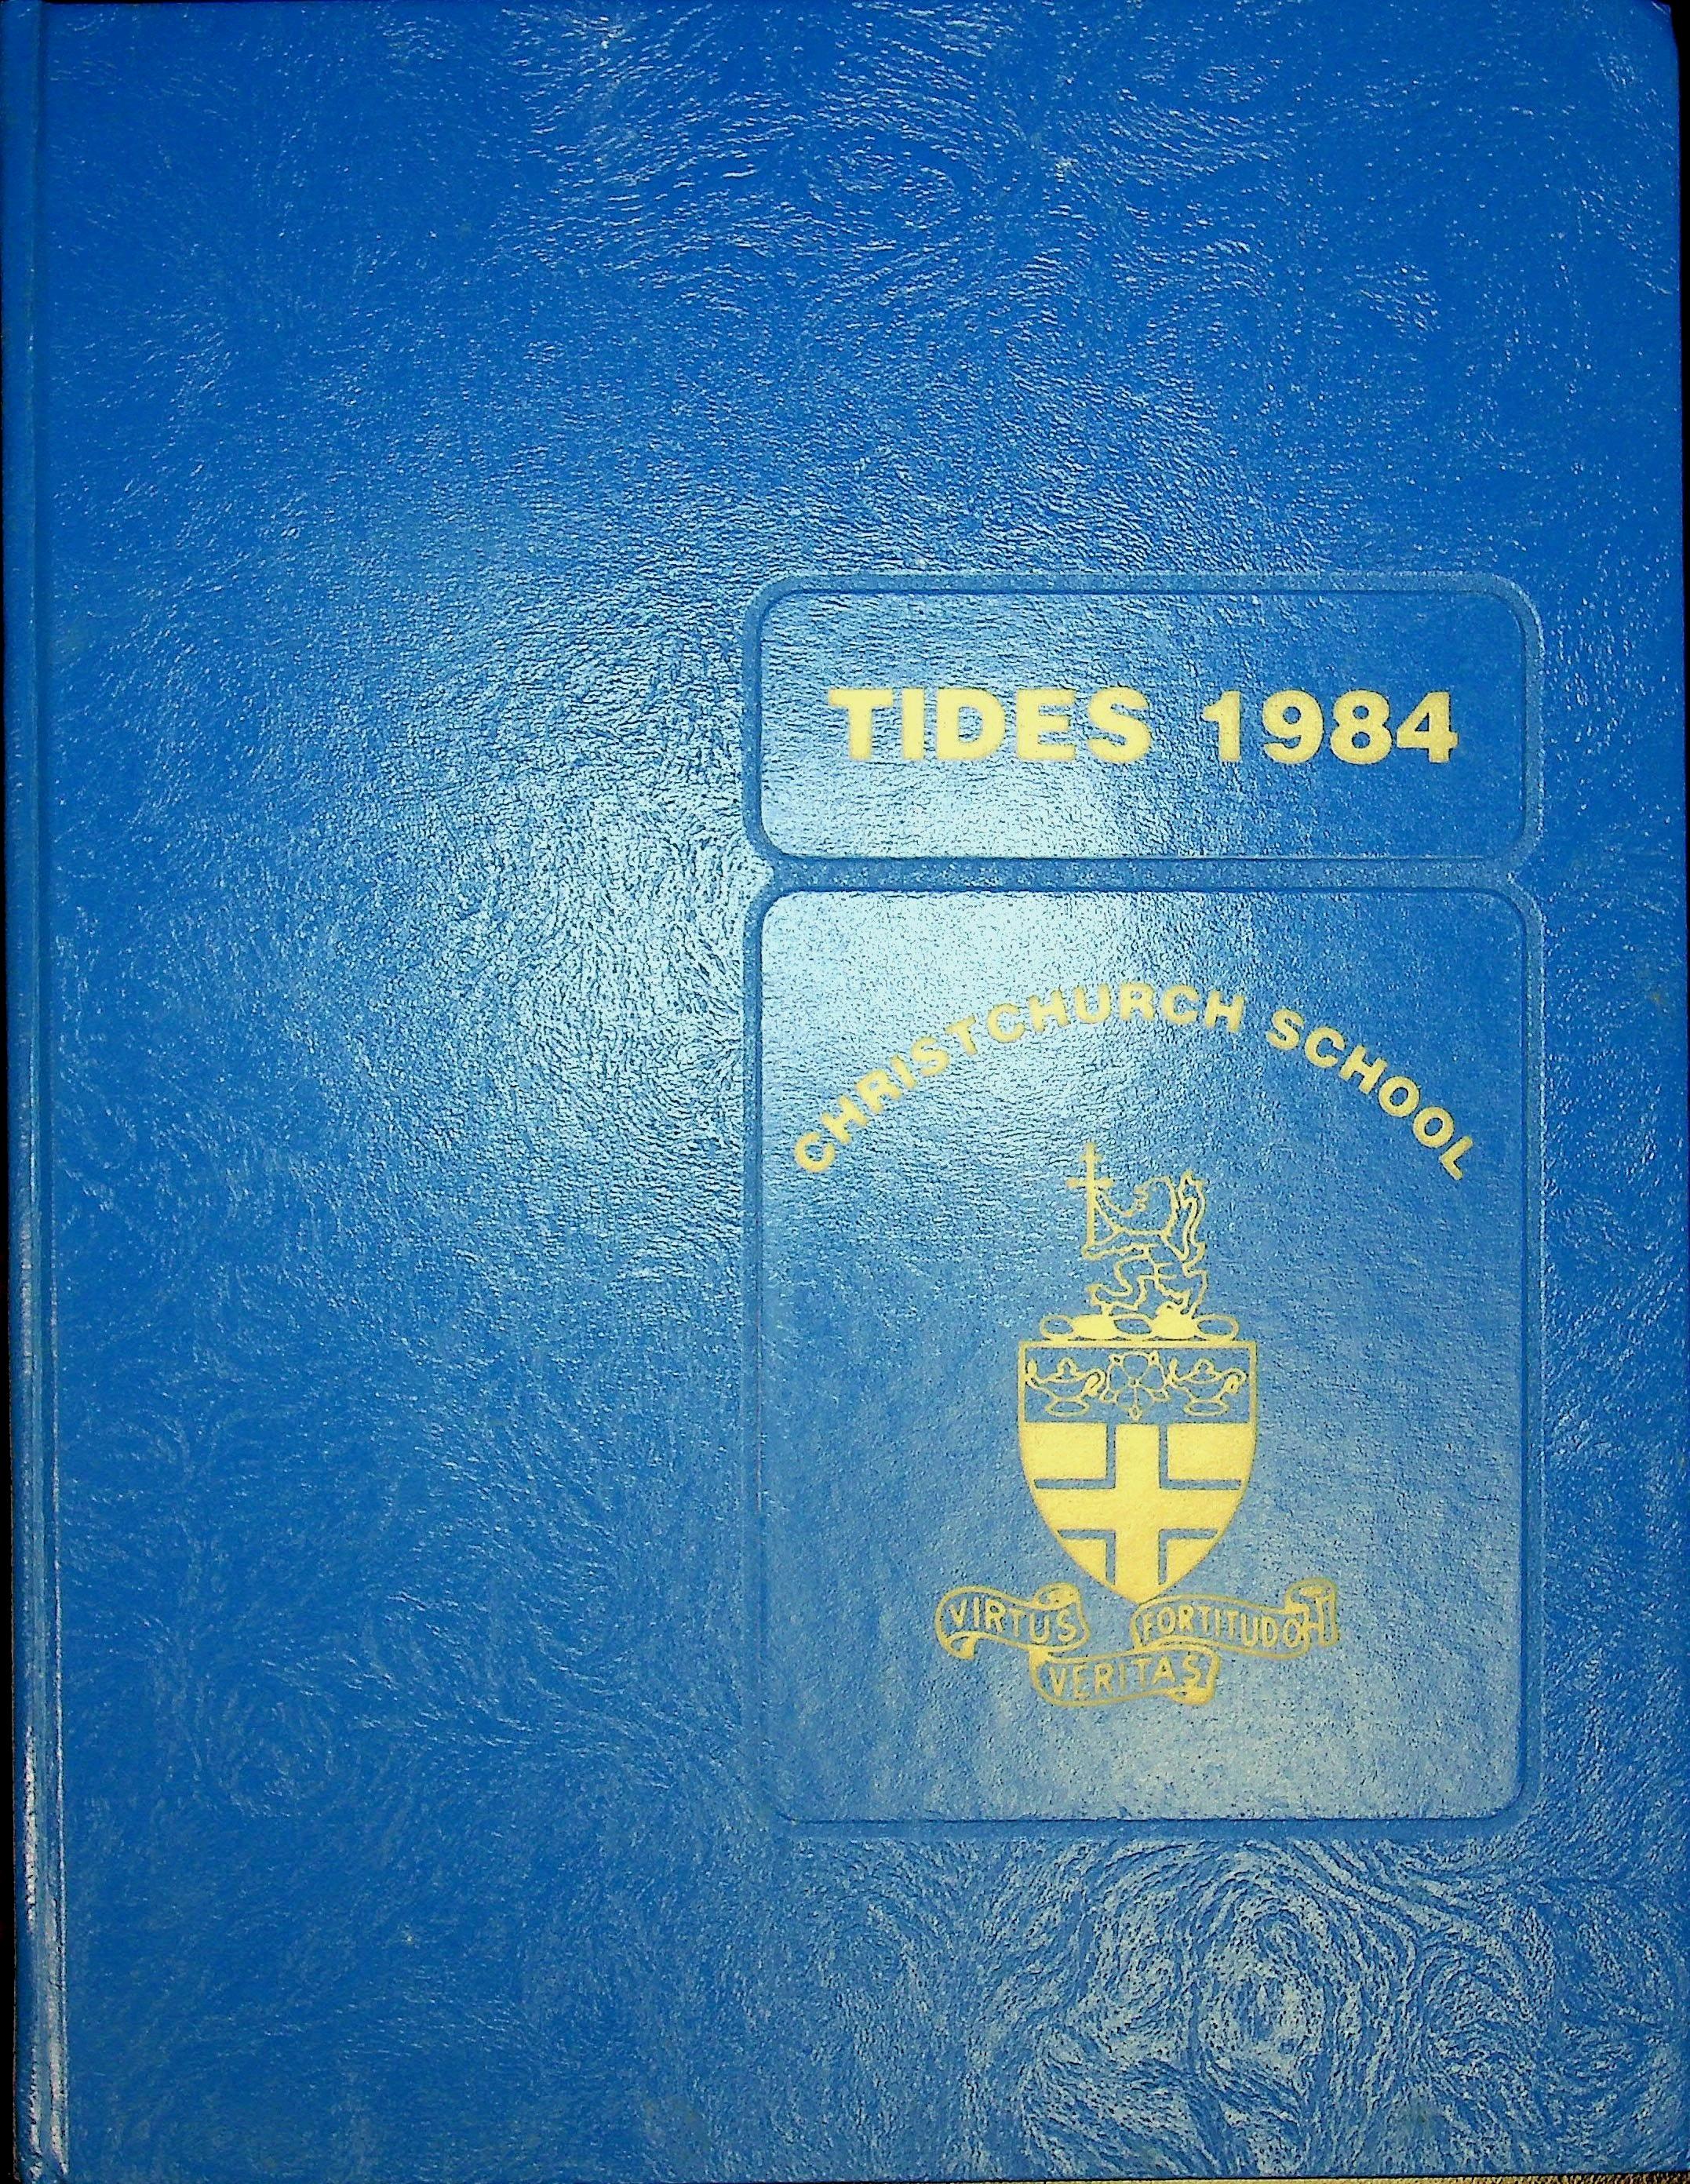 TIDES 1984
CHRISTCHURCH SCHOOL
VIRTUS FORTITUDO
VERITAS